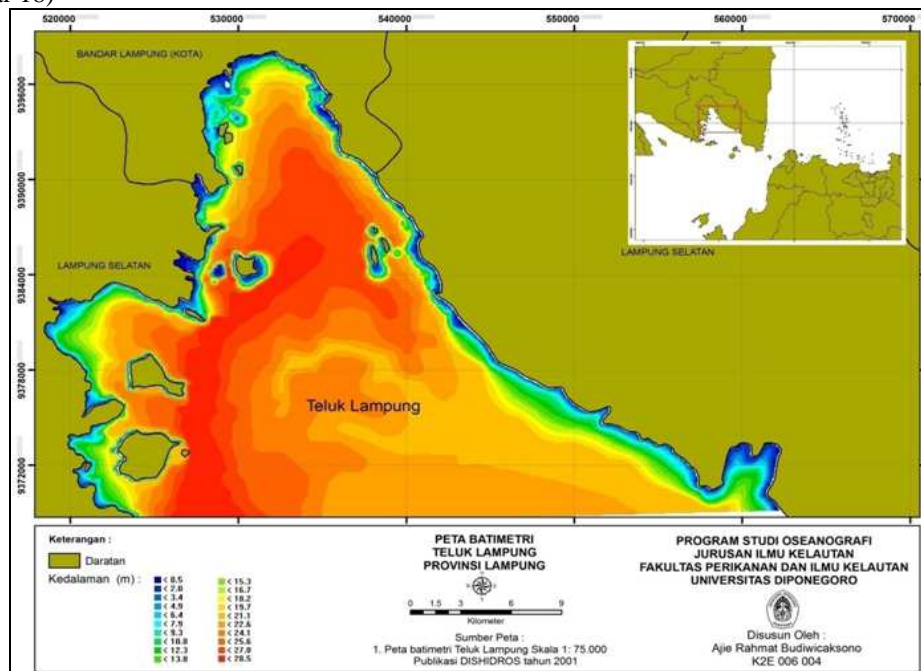 520000 530000 540000 550000 560000 570000
BANDAR LAMPUNG (KOTA)
9396000
9390000
LAMPUNG SELATAN
LAMPUNG SELATAN
9384000
9378000
Teluk Lampung
9372000
Keterangan :
Daratan
Kedalaman (m) :
< 0.5
< 2.0
< 3.4
< 4.9
< 6.4
< 7.9
< 9.3
< 10.8
< 12.3
< 13.8
< 15.3
< 16.7
< 18.2
< 19.7
< 21.1
< 22.6
< 24.1
< 25.6
< 27.0
< 28.5
PETA BATIMETRI
TELUK LAMPUNG
PROVINSI LAMPUNG
0 1.5 3 6 9
Kilometer
Sumber Peta :
1. Peta batimetri Teluk Lampung Skala 1: 75.000
Publikasi DISHIDROS tahun 2001
PROGRAM STUDI OSEANOGRAFI
JURUSAN ILMU KELAUTAN
FAKULTAS PERIKANAN DAN ILMU KELAUTAN
UNIVERSITAS DIPONEGORO
Disusun Oleh :
Ajie Rahmat Budiwicaksono
K2E 006 004